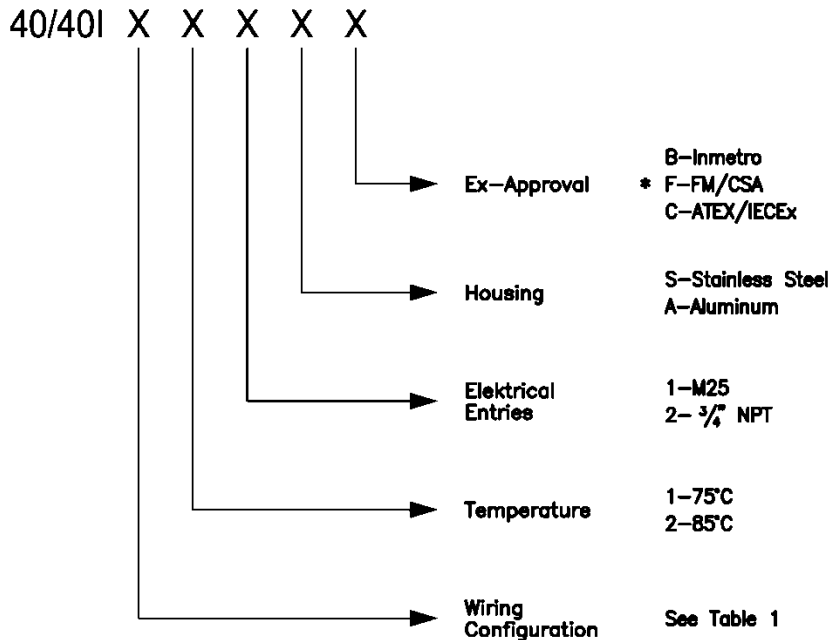 40/40I X X X X X
Ex-Approval
B-Inmetro
* F-FM/CSA
C-ATEX/IECEx
Housing
S-Stainless Steel
A-Aluminum
Elektrical
Entries
1-M25
2- 3/4" NPT
Temperature
1-75°C
2-85°C
Wiring
Configuration
See Table 1